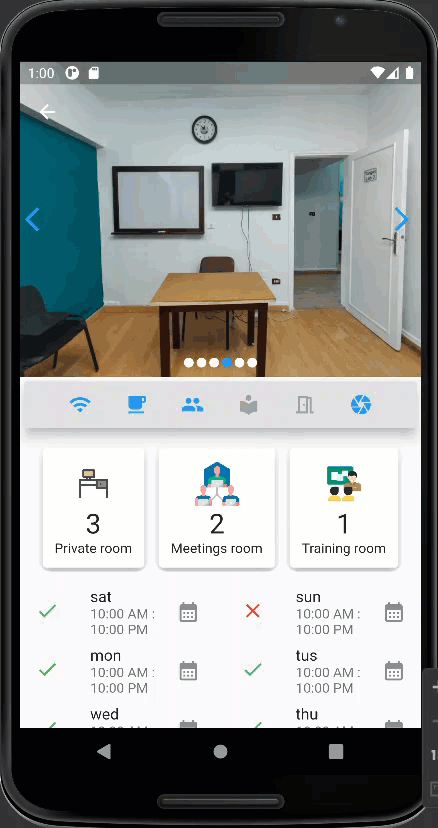 1:00
3
Private room
2
Meetings room
1
Training room
sat
10:00 AM :
10:00 PM
sun
10:00 AM :
10:00 PM
mon
10:00 AM :
10:00 PM
tus
10:00 AM :
10:00 PM
wed
thu